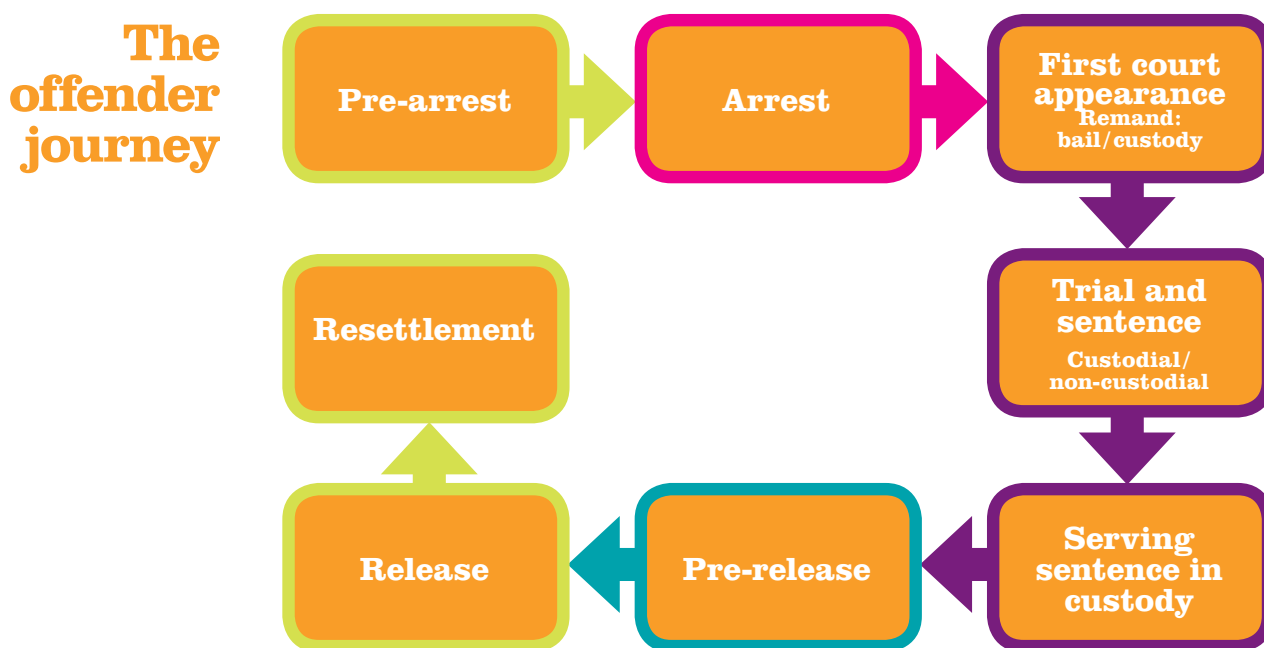 The
offender
journey
Pre-arrest
Arrest
First court
appearance
Remand:
bail/custody
Trial and
sentence
Custodial/
non-custodial
Serving
sentence in
custody
Pre-release
Release
Resettlement